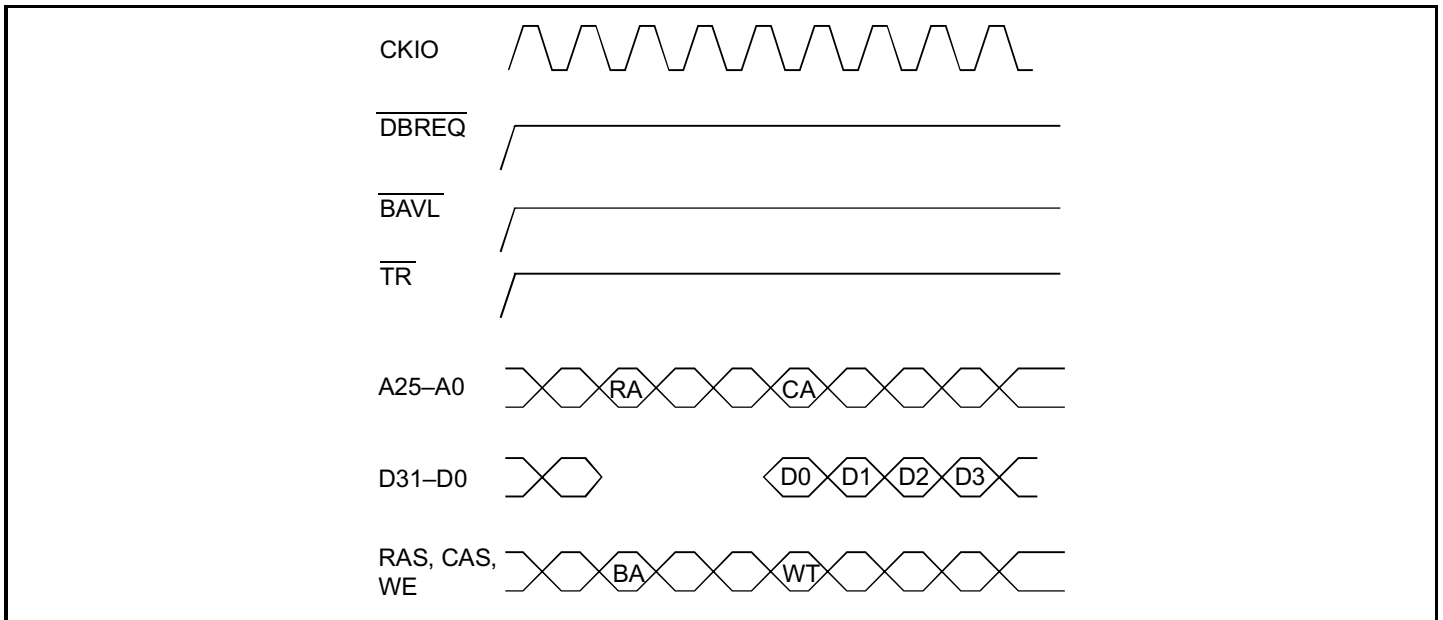 CKIO
DBREQ
BAVL
TR
A25–A0 RA CA
D31–D0 D0 D1 D2 D3
RAS, CAS,
WE BA WT